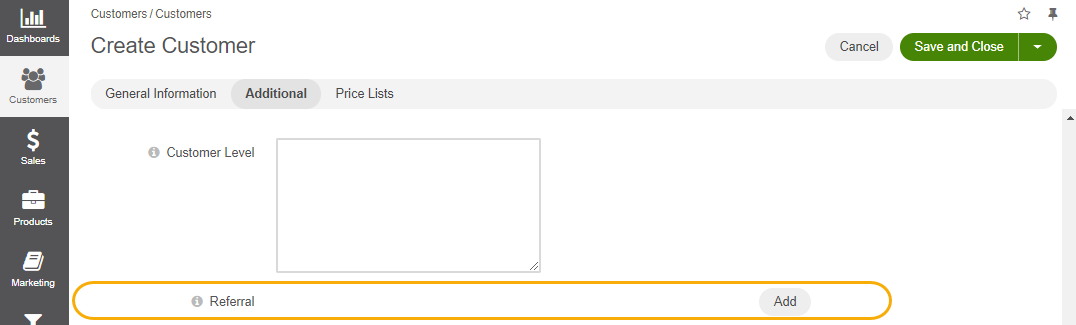 Dashboards
Customers
Sales
Products
Marketing
Customers / Customers
Create Customer
Cancel
Save and Close
General Information
Additional
Price Lists
Customer Level
Referral
Add